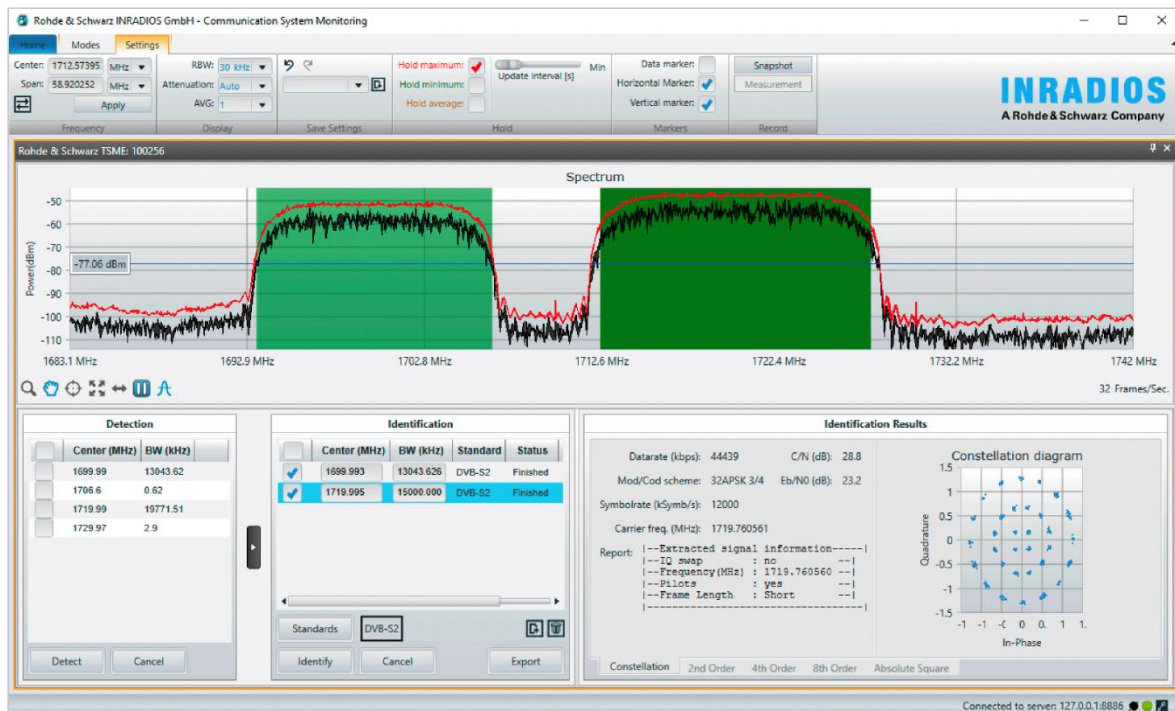 Rohde & Schwarz INRADIOS GmbH - Communication System Monitoring
Home Modes Settings
Center: 1712.57395 MHz RBW: 30 kHz Hold maximum: Min Data marker: Snapshot
Span: 58.920252 MHz Attenuation: Auto Hold minimum: Update interval [s] Horizontal Marker: Measurement
Apply AVG: 1 Hold average: Vertical marker:
Frequency Display Save Settings Hold Markers Record
INRADIOS
A Rohde & Schwarz Company
Rohde & Schwarz TSME: 100256
Spectrum
Power(dBm)
-50
-60
-70
-77.06 dBm
-80
-90
-100
-110
1683.1 MHz 1692.9 MHz 1702.8 MHz 1712.6 MHz 1722.4 MHz 1732.2 MHz 1742 MHz
32 Frames/Sec.
Detection
Center (MHz) BW (kHz)
1699.99 13043.62
1706.6 0.62
1719.99 19771.51
1729.97 2.9
Detect Cancel
Identification
Center (MHz) BW (kHz) Standard Status
1699.993 13043.626 DVB-S2 Finished
1719.995 15000.000 DVB-S2 Finished
Standards DVB-S2
Identify Cancel Export
Identification Results
Datarate (kbps): 44439 C/N (dB): 28.8
Mod/Cod scheme: 32APSK 3/4 Eb/N0 (dB): 23.2
Symbolrate (kSymb/s): 12000
Carrier freq. (MHz): 1719.760561
Report: |--Extracted signal information-----|
|--IQ swap : no --|
|--Frequency(MHz) : 1719.760560 --|
|--Pilots : yes --|
|--Frame Length : Short --|
|-----------------------------------|
Constellation diagram
Quadrature
1.5
1
0.5
0
-0.5
-1
-1.5
-1 -1 -0 0 1 1.
In-Phase
Constellation 2nd Order 4th Order 8th Order Absolute Square
Connected to server: 127.0.0.1:8886